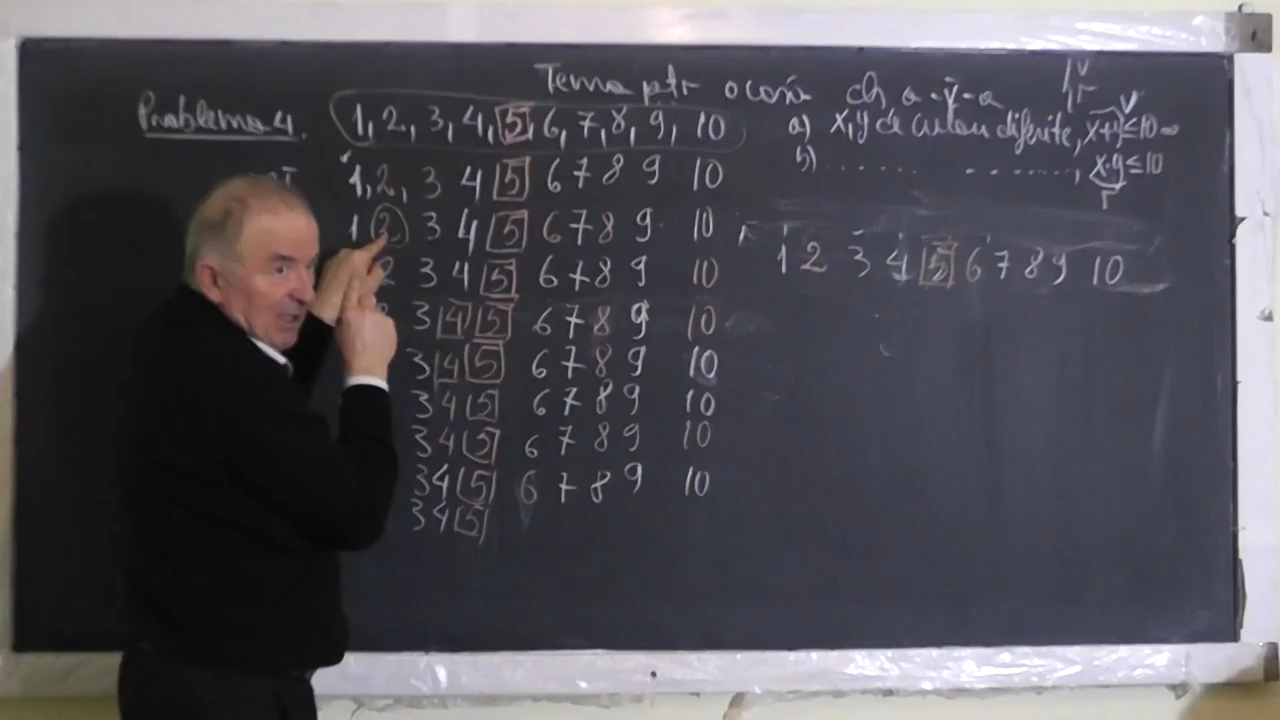 Tema ptr o
Problema 4. 1, 2, 3, 4, 5, 6, 7, 8, 9, 10
a) x, y de culori diferite, x+y ≤ 10
b) ............, x·y ≤ 10
1, 2, 3 4 5 6 7 8 9 10
1 2 3 4 5 6 7 8 9 10
2 3 4 5 6 7 8 9 10
3 4 5 6 7 8 9 10
3 4 5 6 7 8 9 10
3 4 5 6 7 8 9 10
3 4 5 6 7 8 9 10
3 4 5 6 7 8 9 10
3 4 5
1 2 3 4 5 6 7 8 9 10